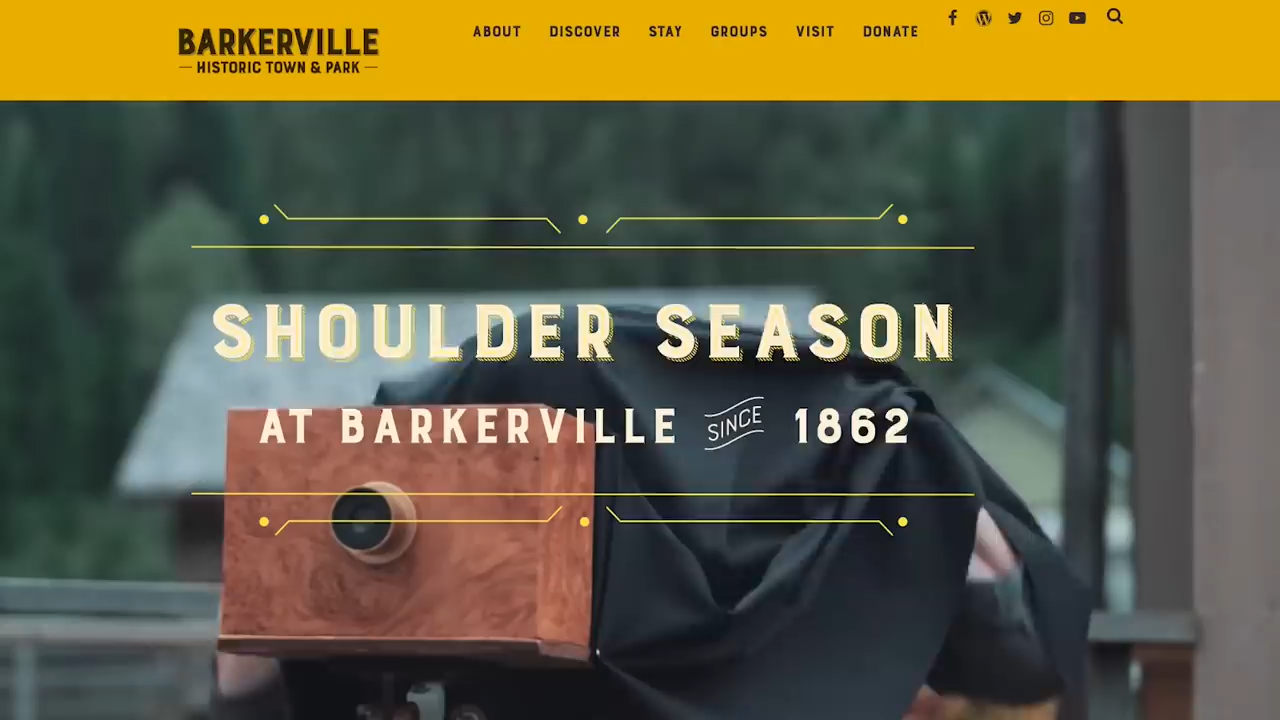 BARKERVILLE
HISTORIC TOWN & PARK
ABOUT DISCOVER STAY GROUPS VISIT DONATE
SHOULDER SEASON
AT BARKERVILLE SINCE 1862